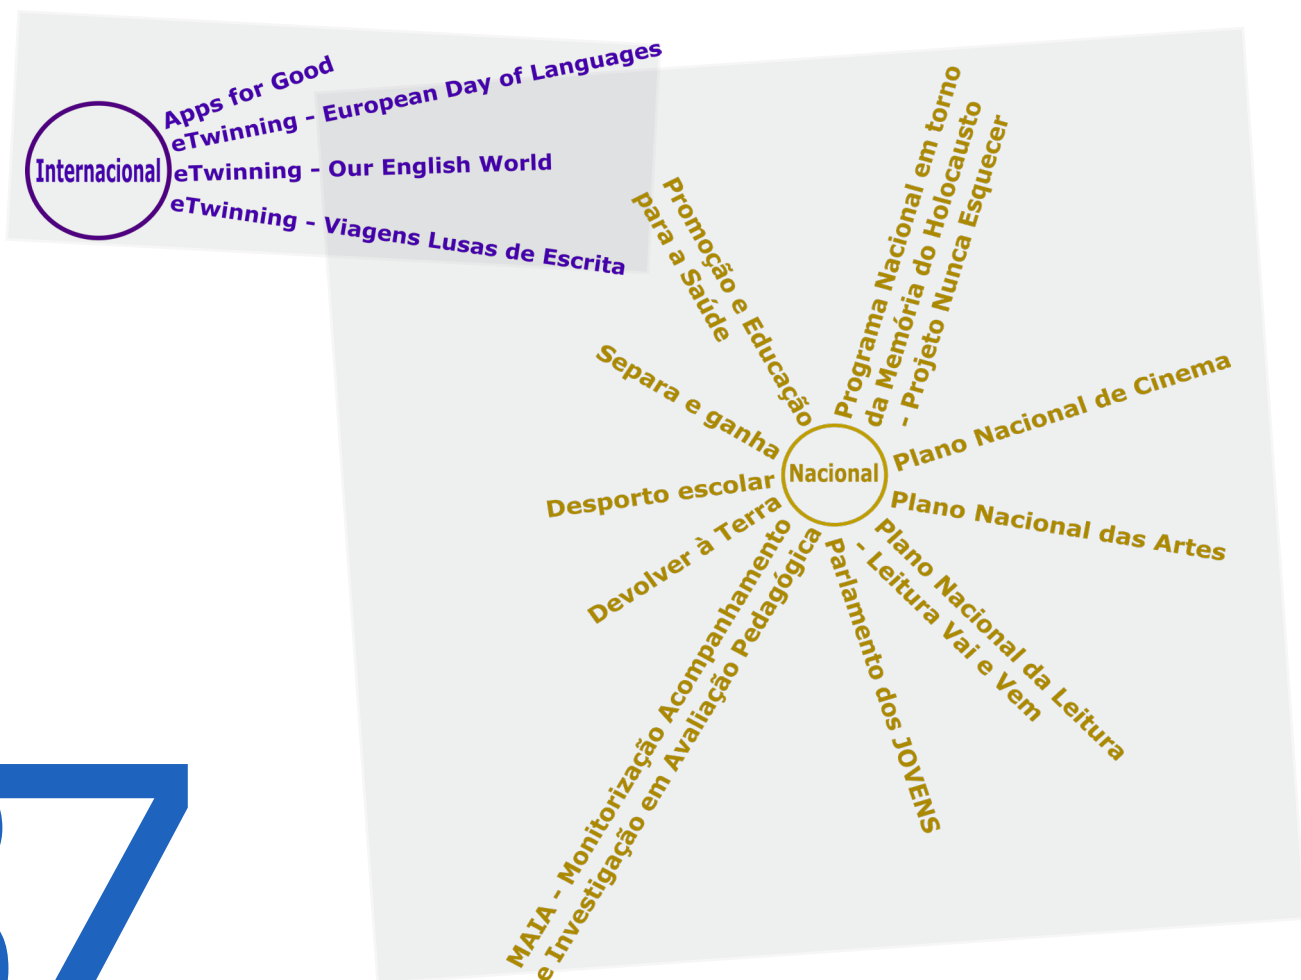 Internacional
Apps for Good
eTwinning - European Day of Languages
eTwinning - Our English World
eTwinning - Viagens Lusas de Escrita
Nacional
Promoção e Educação
para a Saúde
Programa Nacional em torno
da Memória do Holocausto
- Projeto Nunca Esquecer
Plano Nacional de Cinema
Plano Nacional das Artes
Plano Nacional da Leitura
- Leitura Vai e Vem
Parlamento dos JOVENS
MAIA - Monitorização Acompanhamento
e Investigação em Avaliação Pedagógica
Devolver à Terra
Desporto escolar
Separa e ganha
7